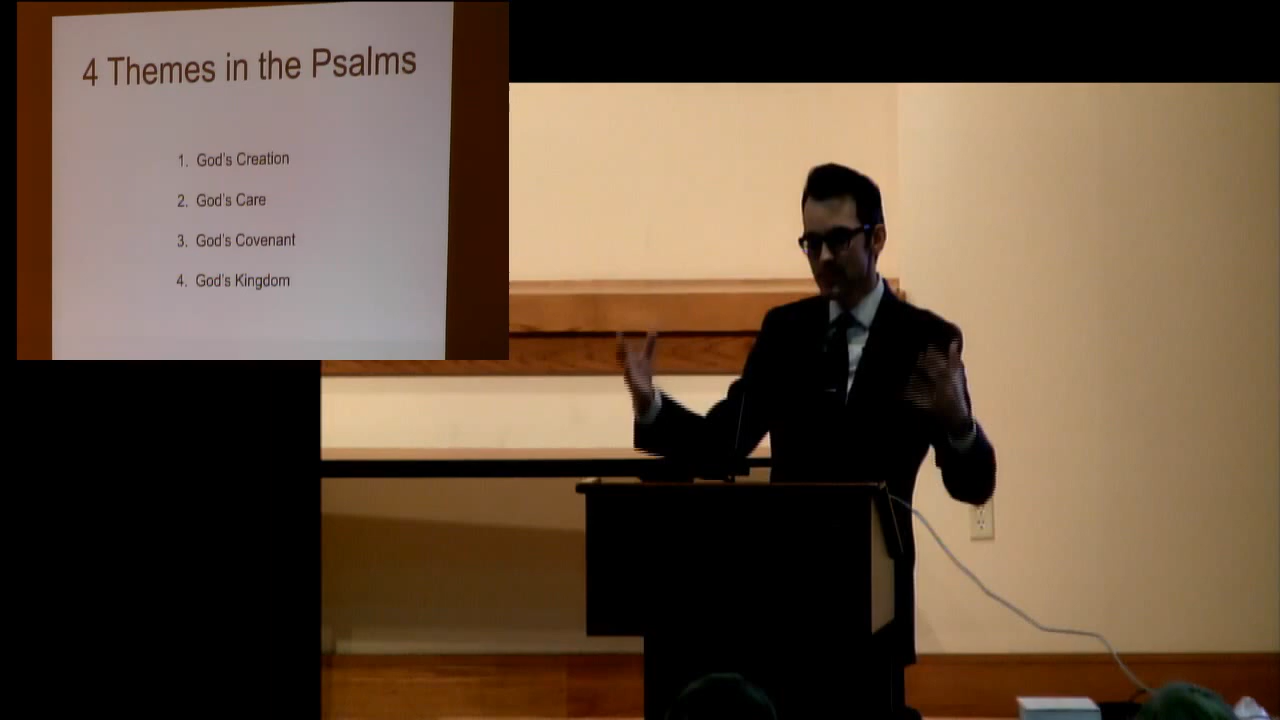 4 Themes in the Psalms
1. God's Creation
2. God's Care
3. God's Covenant
4. God's Kingdom